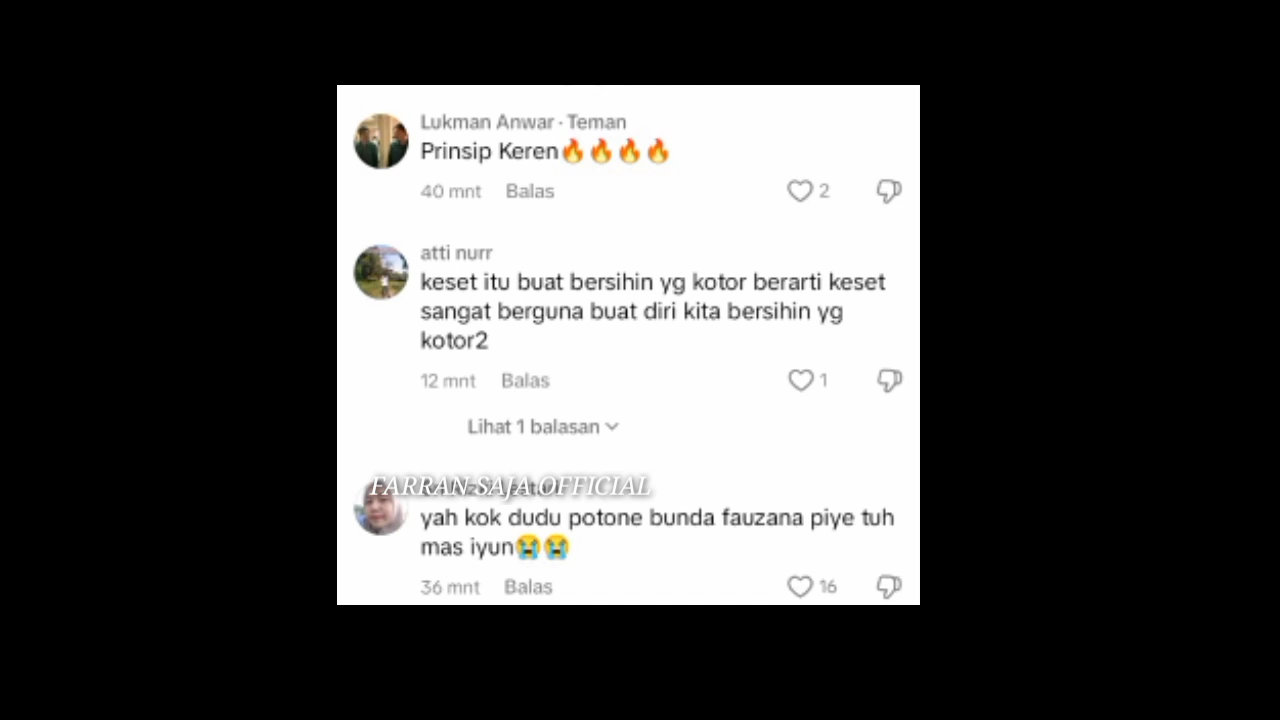 Lukman Anwar · Teman
Prinsip Keren🔥🔥🔥🔥
40 mnt Balas 2
atti nurr
keset itu buat bersihin yg kotor berarti keset
sangat berguna buat diri kita bersihin yg
kotor2
12 mnt Balas 1
Lihat 1 balasan
FARRAN SAJA OFFICIAL
yah kok dudu potone bunda fauzana piye tuh
mas iyun😭😭
36 mnt Balas 16